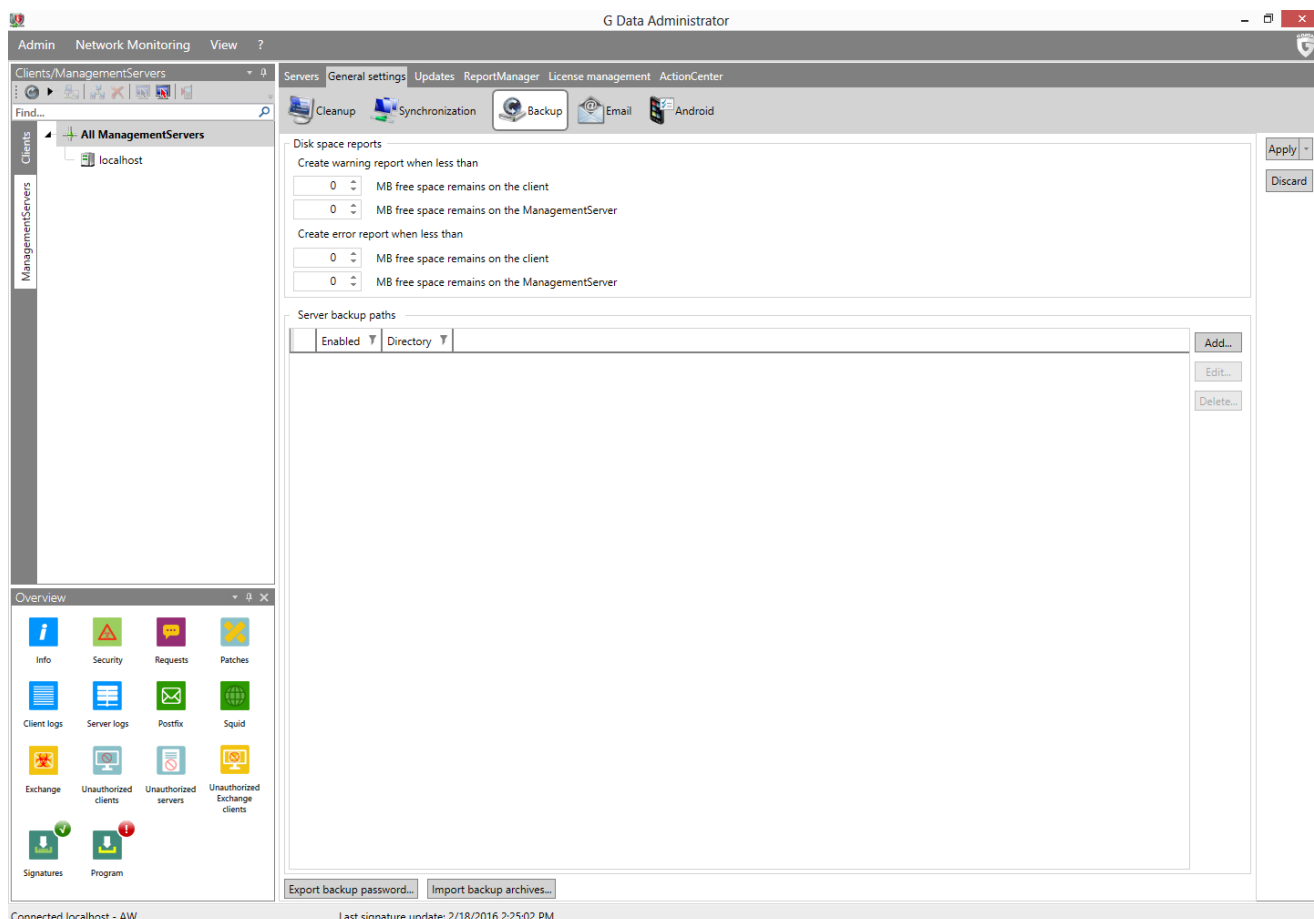 G Data Administrator
Admin Network Monitoring View ?
Clients/ManagementServers
Find...
Clients
ManagementServers
All ManagementServers
localhost
Servers General settings Updates ReportManager License management ActionCenter
Cleanup Synchronization Backup Email Android
Disk space reports
Create warning report when less than
0 MB free space remains on the client
0 MB free space remains on the ManagementServer
Create error report when less than
0 MB free space remains on the client
0 MB free space remains on the ManagementServer
Server backup paths
Enabled Directory
Add...
Edit...
Delete...
Apply
Discard
Overview
Info Security Requests Patches
Client logs Server logs Postfix Squid
Exchange
Unauthorized clients
Unauthorized servers
Unauthorized Exchange clients
Signatures Program
Export backup password... Import backup archives...
Connected localhost - AW Last signature update: 2/18/2016 2:25:02 PM